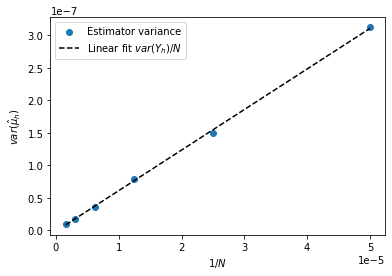 1e−7
3.0
2.5
2.0
1.5
1.0
0.5
0.0
var(μ̂ₕ)
Estimator variance
Linear fit var(Yₕ)/N
0 1 2 3 4 5
1/N
1e−5